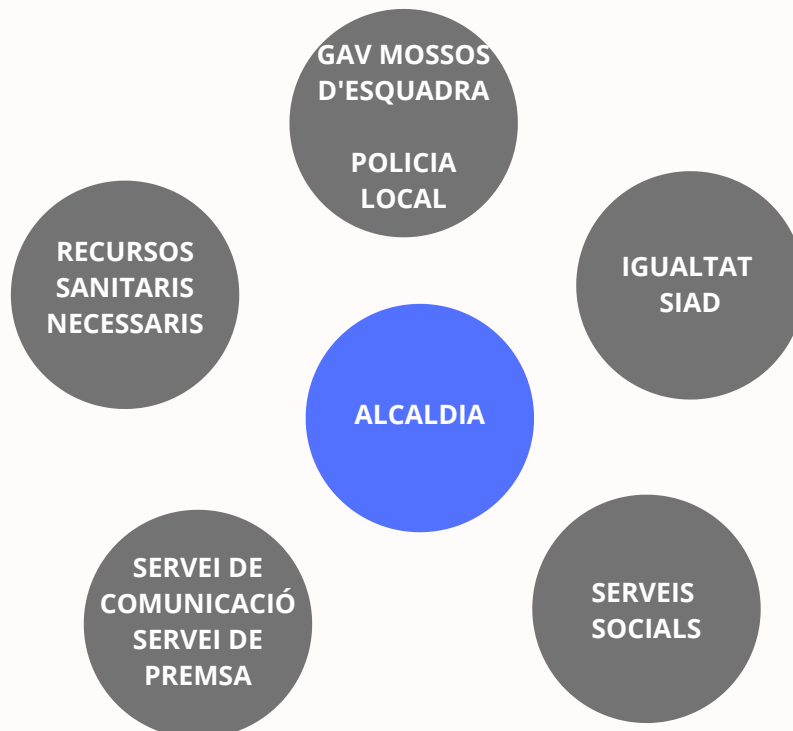 GAV MOSSOS
D'ESQUADRA
POLICIA
LOCAL
RECURSOS
SANITARIS
NECESSARIS
IGUALTAT
SIAD
ALCALDIA
SERVEI DE
COMUNICACIÓ
SERVEI DE
PREMSA
SERVEIS
SOCIALS